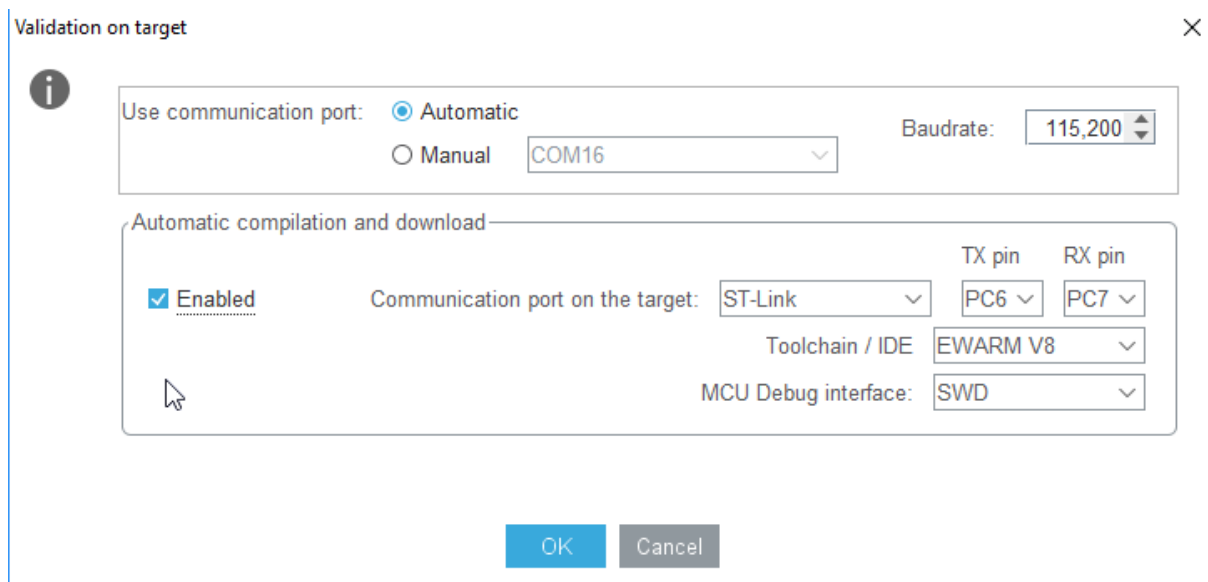 Validation on target
Use communication port:
Automatic
Baudrate:
115,200
Manual
COM16
Automatic compilation and download
TX pin
RX pin
Enabled
Communication port on the target:
ST-Link
PC6
PC7
Toolchain / IDE
EWARM V8
MCU Debug interface:
SWD
OK
Cancel